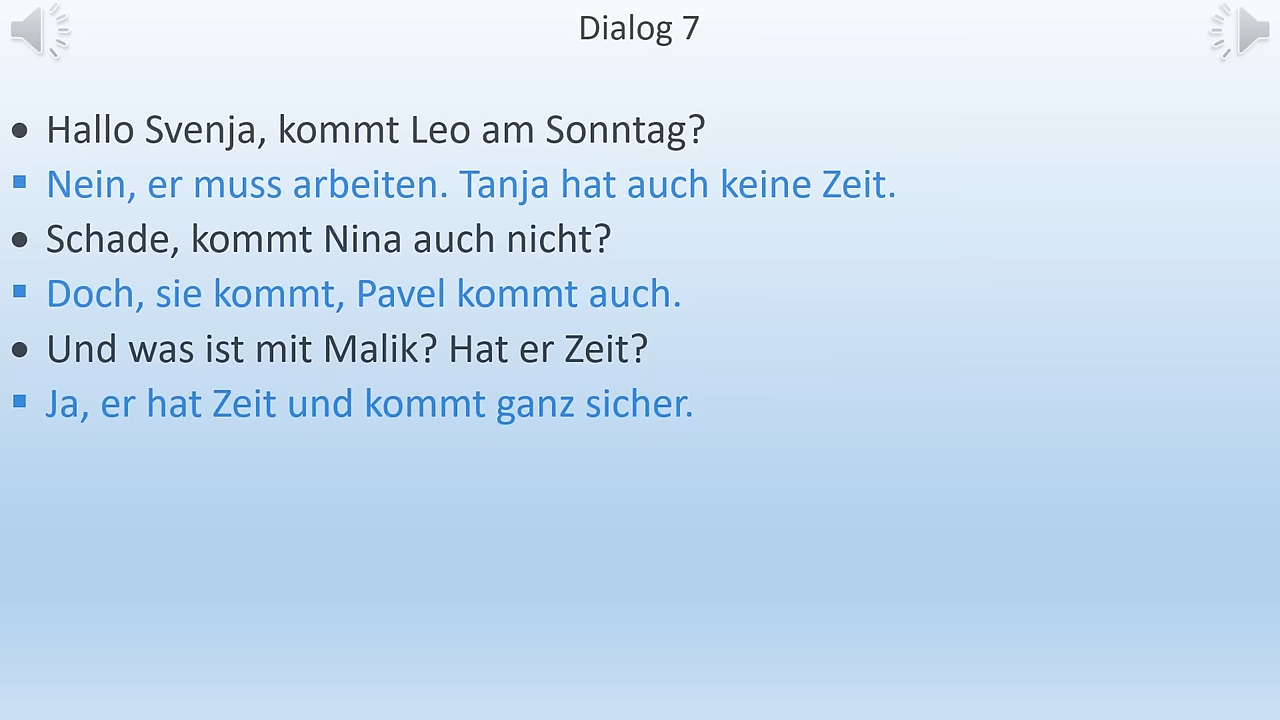 Dialog 7
• Hallo Svenja, kommt Leo am Sonntag?
▪ Nein, er muss arbeiten. Tanja hat auch keine Zeit.
• Schade, kommt Nina auch nicht?
▪ Doch, sie kommt, Pavel kommt auch.
• Und was ist mit Malik? Hat er Zeit?
▪ Ja, er hat Zeit und kommt ganz sicher.